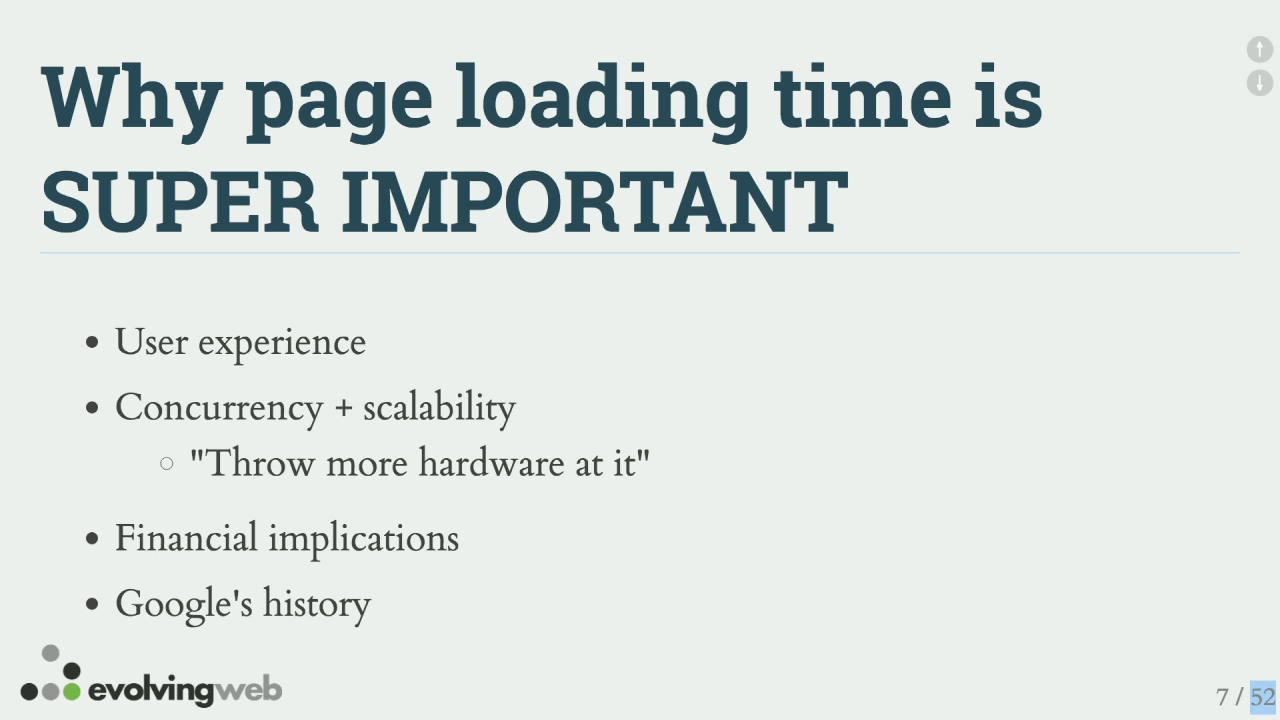 Why page loading time is
SUPER IMPORTANT
User experience
Concurrency + scalability
"Throw more hardware at it"
Financial implications
Google's history
evolvingweb
7 / 52